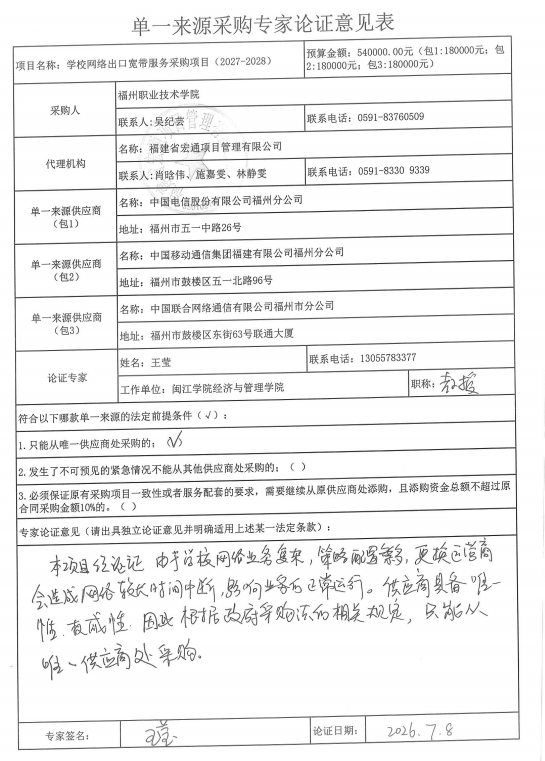 单一来源采购专家论证意见表
项目名称：学校网络出口宽带服务采购项目（2027-2028）
预算金额：540000.00元（包1:180000元；包2:180000元；包3:180000元）
采购人
福州职业技术学院
联系人:吴纪芸
联系电话：0591-83760509
代理机构
名称：福建省宏通项目管理有限公司
联系人：肖晗伟、施嘉雯、林静雯
联系电话：0591-8330 9339
单一来源供应商（包1）
名称：中国电信股份有限公司福州分公司
地址：福州市五一中路26号
单一来源供应商（包2）
名称：中国移动通信集团福建有限公司福州分公司
地址：福州市鼓楼区五一北路96号
单一来源供应商（包3）
名称：中国联合网络通信有限公司福州市分公司
地址：福州市鼓楼区东街63号联通大厦
论证专家
姓名：王莹
联系电话：13055783377
工作单位：闽江学院经济与管理学院
职称：教授
符合以下哪款单一来源的法定前提条件（√）：
1.只能从唯一供应商处采购的；（√）
2.发生了不可预见的紧急情况不能从其他供应商处采购的；（ ）
3.必须保证原有采购项目一致性或者服务配套的要求，需要继续从原供应商处添购，且添购资金总额不超过原
合同采购金额10%的。（ ）
专家论证意见（请出具独立论证意见并明确适用上述某一法定条款）：
本项目经论证 由于学校网络业务复杂，策略配置繁多，更换运营商
会造成网络较长时间中断，影响业务的正常运行。供应商具备唯一
性 因此 根据政府采购法的相关规定，只能从
唯一供应商处采购。
专家签名：
王莹
论证日期：
2026.7.8